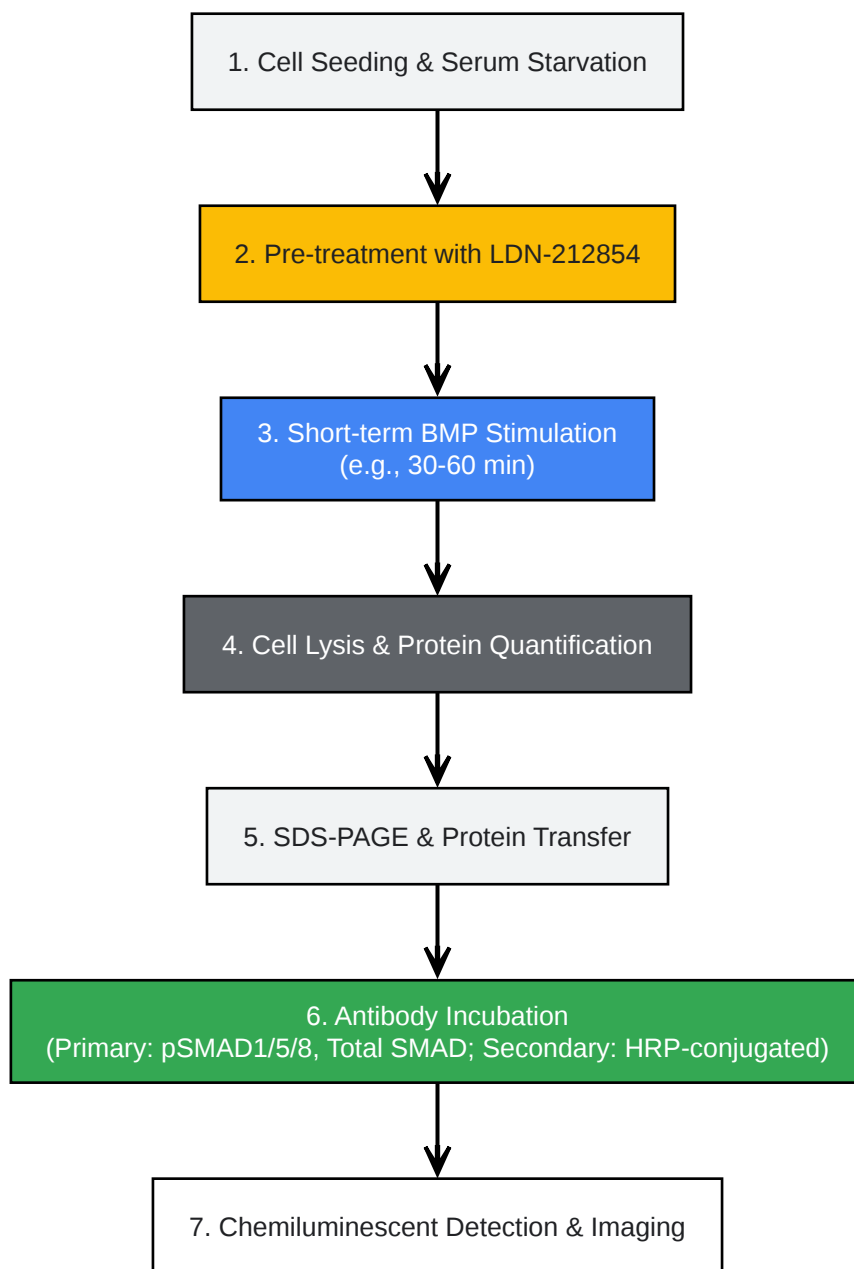 1. Cell Seeding & Serum Starvation
2. Pre-treatment with LDN-212854
3. Short-term BMP Stimulation
(e.g., 30-60 min)
4. Cell Lysis & Protein Quantification
5. SDS-PAGE & Protein Transfer
6. Antibody Incubation
(Primary: pSMAD1/5/8, Total SMAD; Secondary: HRP-conjugated)
7. Chemiluminescent Detection & Imaging